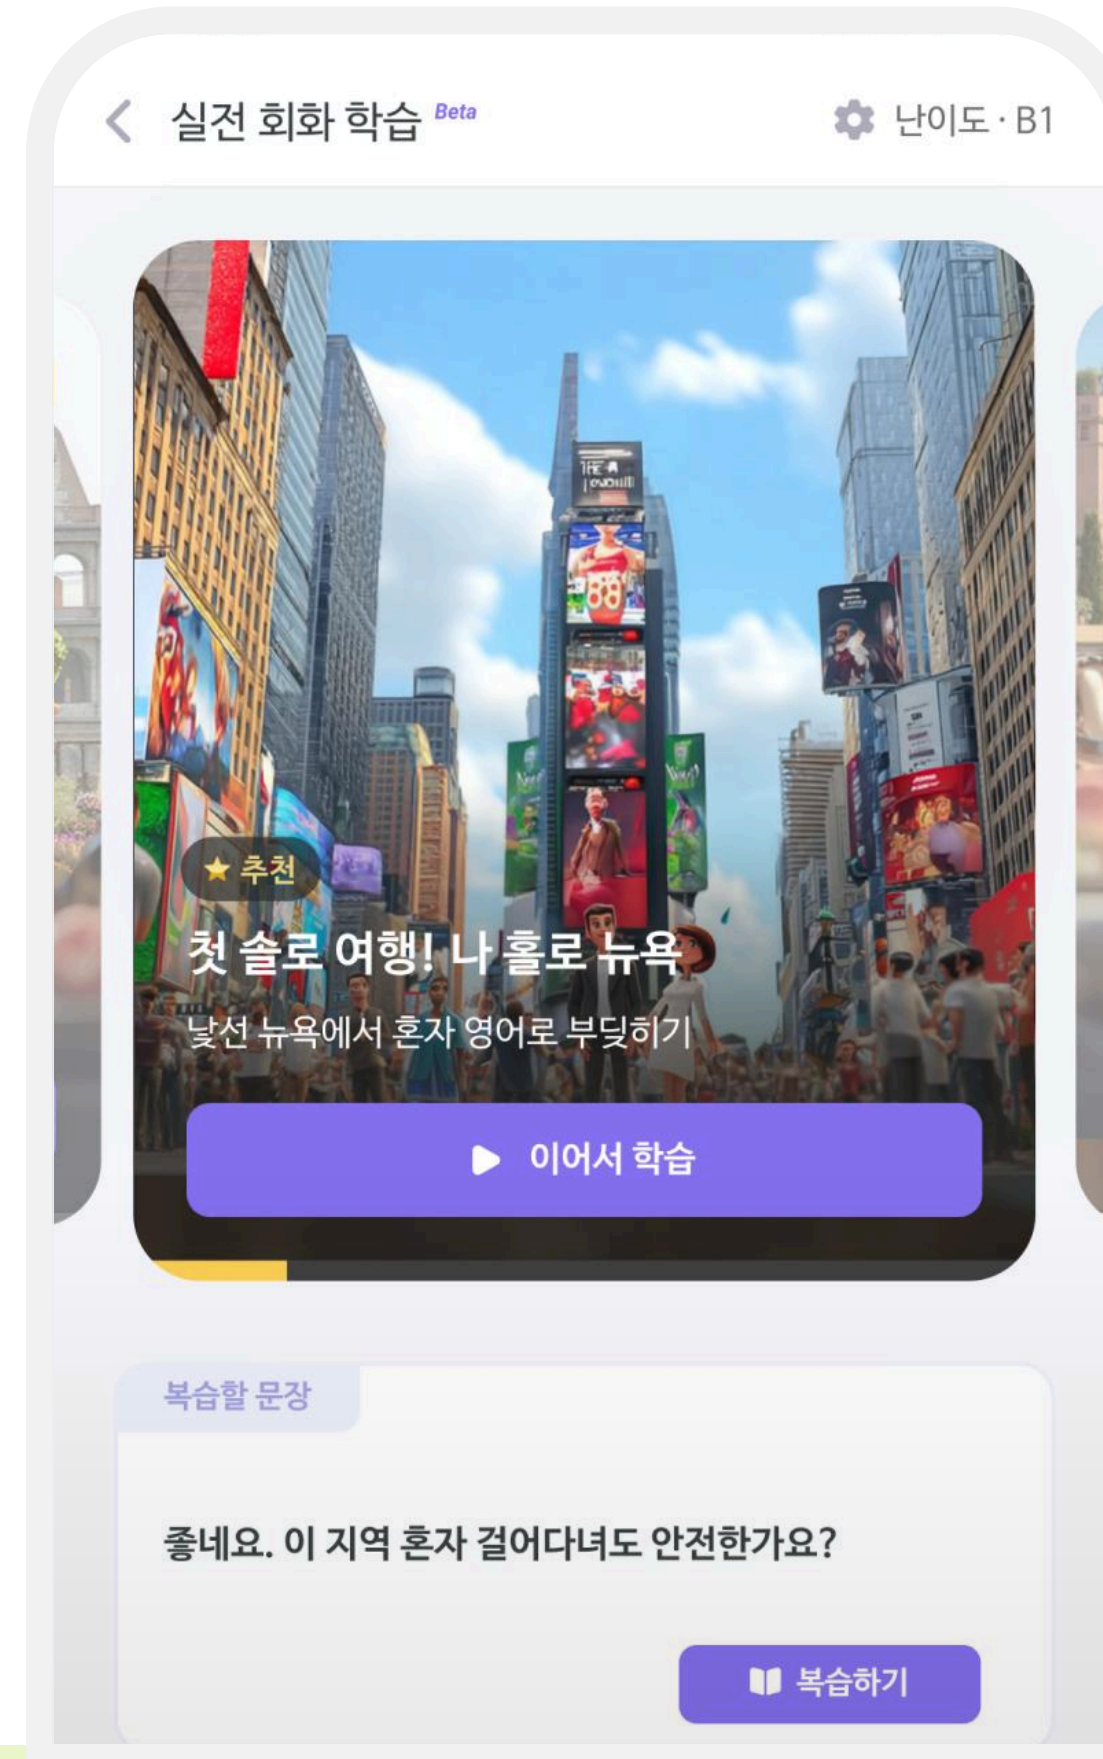 실전 회화 학습 Beta
난이도 · B1
88
추천
첫 솔로 여행! 나 홀로 뉴욕
낯선 뉴욕에서 혼자 영어로 부딪히기
이어서 학습
복습할 문장
좋네요. 이 지역 혼자 걸어다녀도 안전한가요?
복습하기